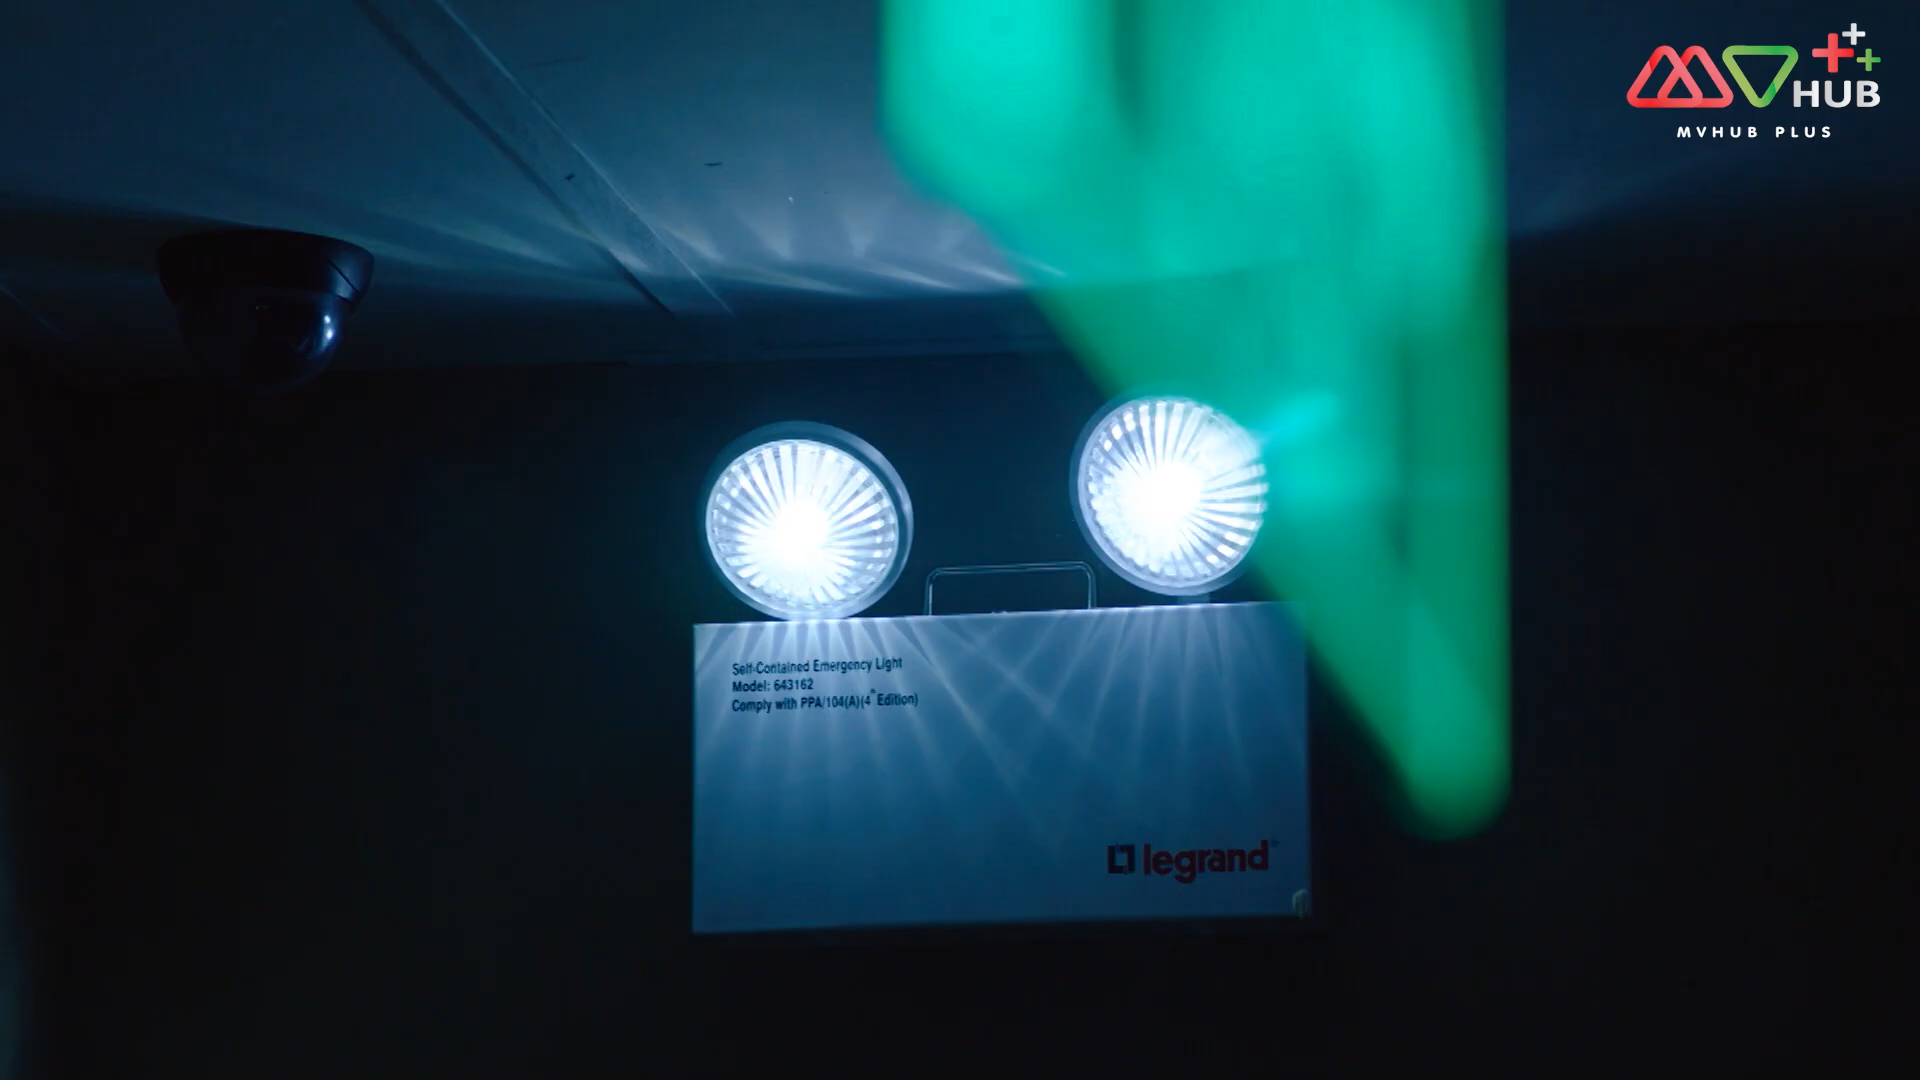 HUB
MVHUB PLUS
Self-Contained Emergency Light
Model: 643162
Comply with PPA/104(A)(4th Edition)
legrand